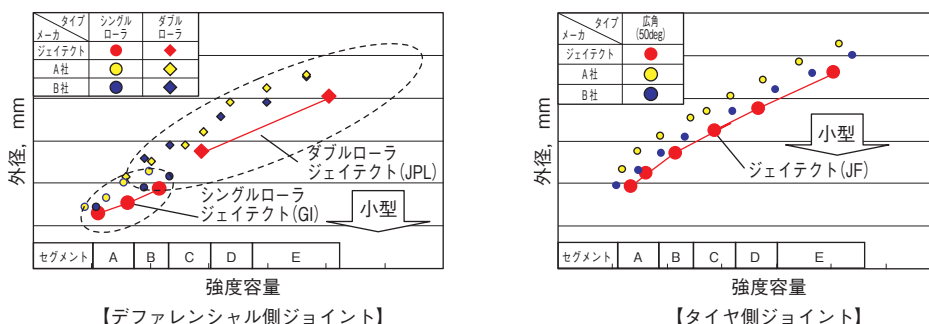 タイプ
メーカ
シングル
ローラ
ダブル
ローラ
ジェイテクト
A社
B社
外径, mm
ダブルローラ
ジェイテクト(JPL)
シングルローラ
ジェイテクト(GI)
小型
セグメント A B C D E
強度容量
【デファレンシャル側ジョイント】
タイプ
メーカ
広角
(50deg)
ジェイテクト
A社
B社
外径, mm
小型
ジェイテクト(JF)
セグメント A B C D E
強度容量
【タイヤ側ジョイント】